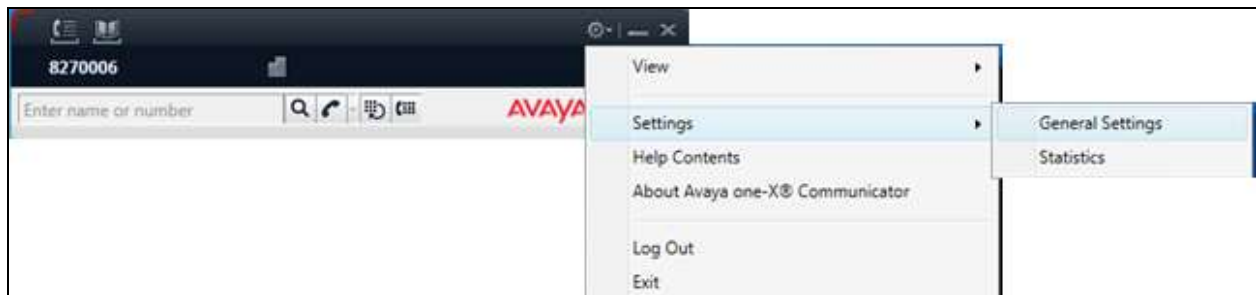 8270006
View
Enter name or number
AVAYA
Settings
General Settings
Help Contents
Statistics
About Avaya one-X® Communicator
Log Out
Exit